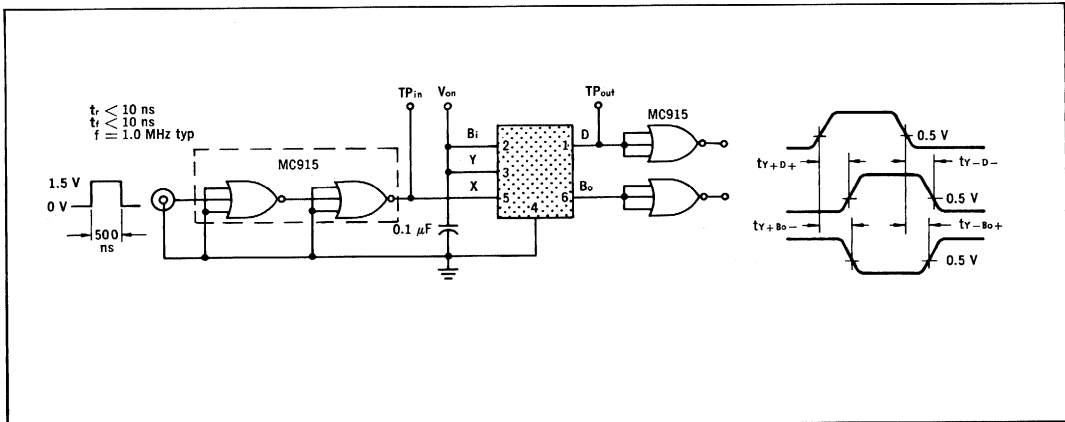 tr < 10 ns
tf < 10 ns
f = 1.0 MHz typ
1.5 V
0 V
500
ns
MC915
TPin
Von
0.1 µF
Bi
2
Y
3
X
5
4
D
1
Bo
6
TPout
MC915
0.5 V
tY+D+
tY−D−
0.5 V
tY+Bo−
tY−Bo+
0.5 V